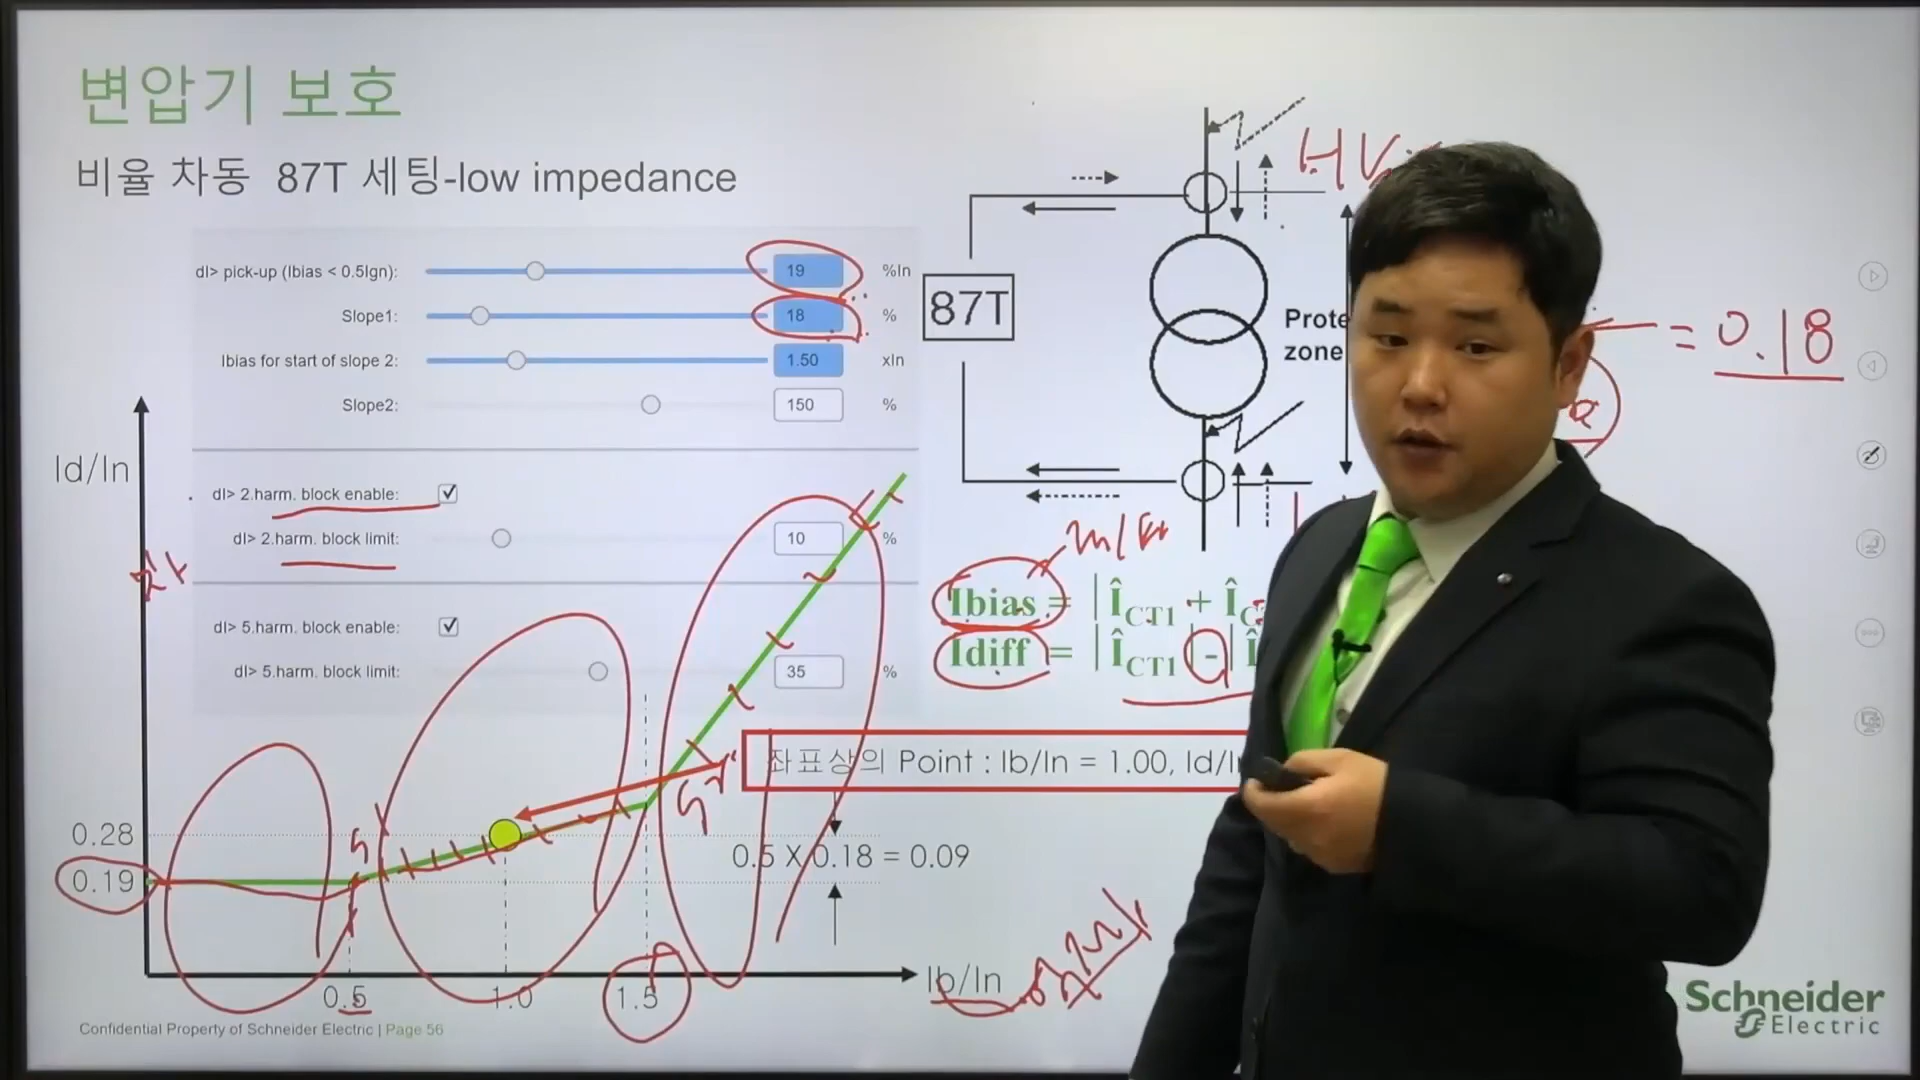 변압기 보호
비율 차동 87T 세팅-low impedance
dI> pick-up (Ibias < 0.5Ign): 19 %In
Slope1: 18 %
Ibias for start of slope 2: 1.50 xIn
Slope2: 150 %
dI> 2.harm. block enable:
dI> 2.harm. block limit: 10 %
dI> 5.harm. block enable:
dI> 5.harm. block limit: 35 %
Id/In
0.28
0.19
0.5 1.0 1.5
Ib/In
87T
HV
Prote
zone
= 0.18
Ibias = |Î CT1 + Î C
Idiff = |Î CT1 | - | Î
좌표상의 Point : Ib/In = 1.00, Id/I
0.5 X 0.18 = 0.09
Confidential Property of Schneider Electric | Page 56
Schneider
Electric